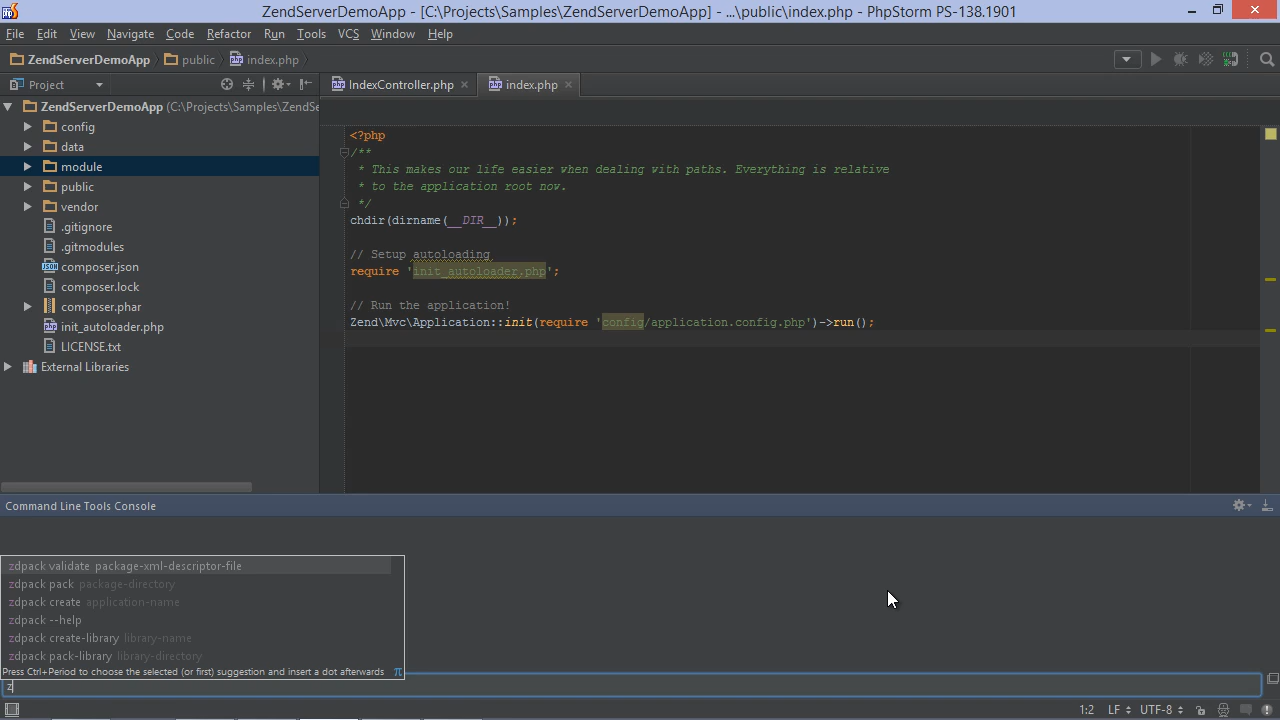 ZendServerDemoApp - [C:\Projects\Samples\ZendServerDemoApp] - ...\public\index.php - PhpStorm PS-138.1901
File Edit View Navigate Code Refactor Run Tools VCS Window Help
ZendServerDemoApp public index.php
Project
IndexController.php index.php
ZendServerDemoApp (C:\Projects\Samples\ZendSe
config
data
module
public
vendor
.gitignore
.gitmodules
composer.json
composer.lock
composer.phar
init_autoloader.php
LICENSE.txt
External Libraries
<?php
/**
* This makes our life easier when dealing with paths. Everything is relative
* to the application root now.
*/
chdir(dirname(__DIR__));
// Setup autoloading
require 'init_autoloader.php';
// Run the application!
Zend\Mvc\Application::init(require 'config/application.config.php')->run();
Command Line Tools Console
zdpack validate package-xml-descriptor-file
zdpack pack package-directory
zdpack create application-name
zdpack --help
zdpack create-library library-name
zdpack pack-library library-directory
Press Ctrl+Period to choose the selected (or first) suggestion and insert a dot afterwards π
z
1:2 LF UTF-8